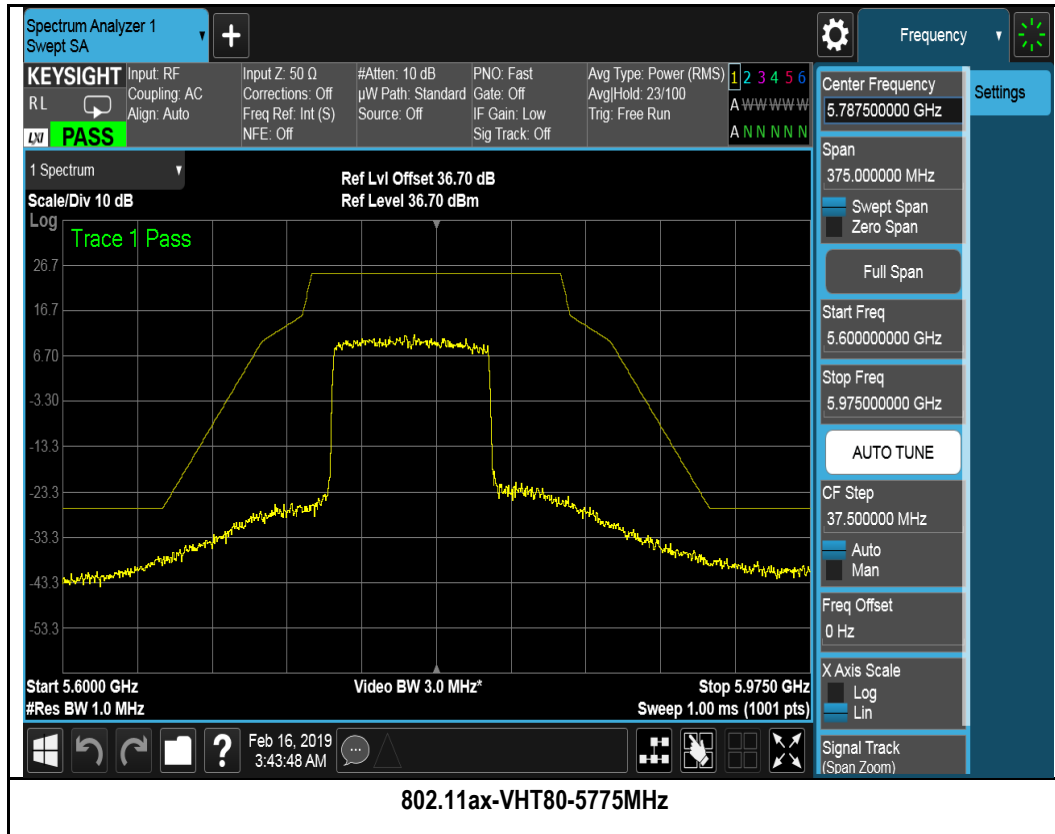 Spectrum Analyzer 1
Swept SA
+
Frequency
KEYSIGHT
RL
LXI PASS
Input: RF
Coupling: AC
Align: Auto
Input Z: 50 Ω
Corrections: Off
Freq Ref: Int (S)
NFE: Off
#Atten: 10 dB
µW Path: Standard
Source: Off
PNO: Fast
Gate: Off
IF Gain: Low
Sig Track: Off
Avg Type: Power (RMS)
Avg|Hold: 23/100
Trig: Free Run
1 2 3 4 5 6
A W W W W W
A N N N N N
1 Spectrum
Scale/Div 10 dB
Ref Lvl Offset 36.70 dB
Ref Level 36.70 dBm
Log
Trace 1 Pass
26.7
16.7
6.70
-3.30
-13.3
-23.3
-33.3
-43.3
-53.3
Start 5.6000 GHz
#Res BW 1.0 MHz
Video BW 3.0 MHz*
Stop 5.9750 GHz
Sweep 1.00 ms (1001 pts)
?
Feb 16, 2019
3:43:48 AM
Center Frequency
5.787500000 GHz
Settings
Span
375.000000 MHz
Swept Span
Zero Span
Full Span
Start Freq
5.600000000 GHz
Stop Freq
5.975000000 GHz
AUTO TUNE
CF Step
37.500000 MHz
Auto
Man
Freq Offset
0 Hz
X Axis Scale
Log
Lin
Signal Track
(Span Zoom)
802.11ax-VHT80-5775MHz